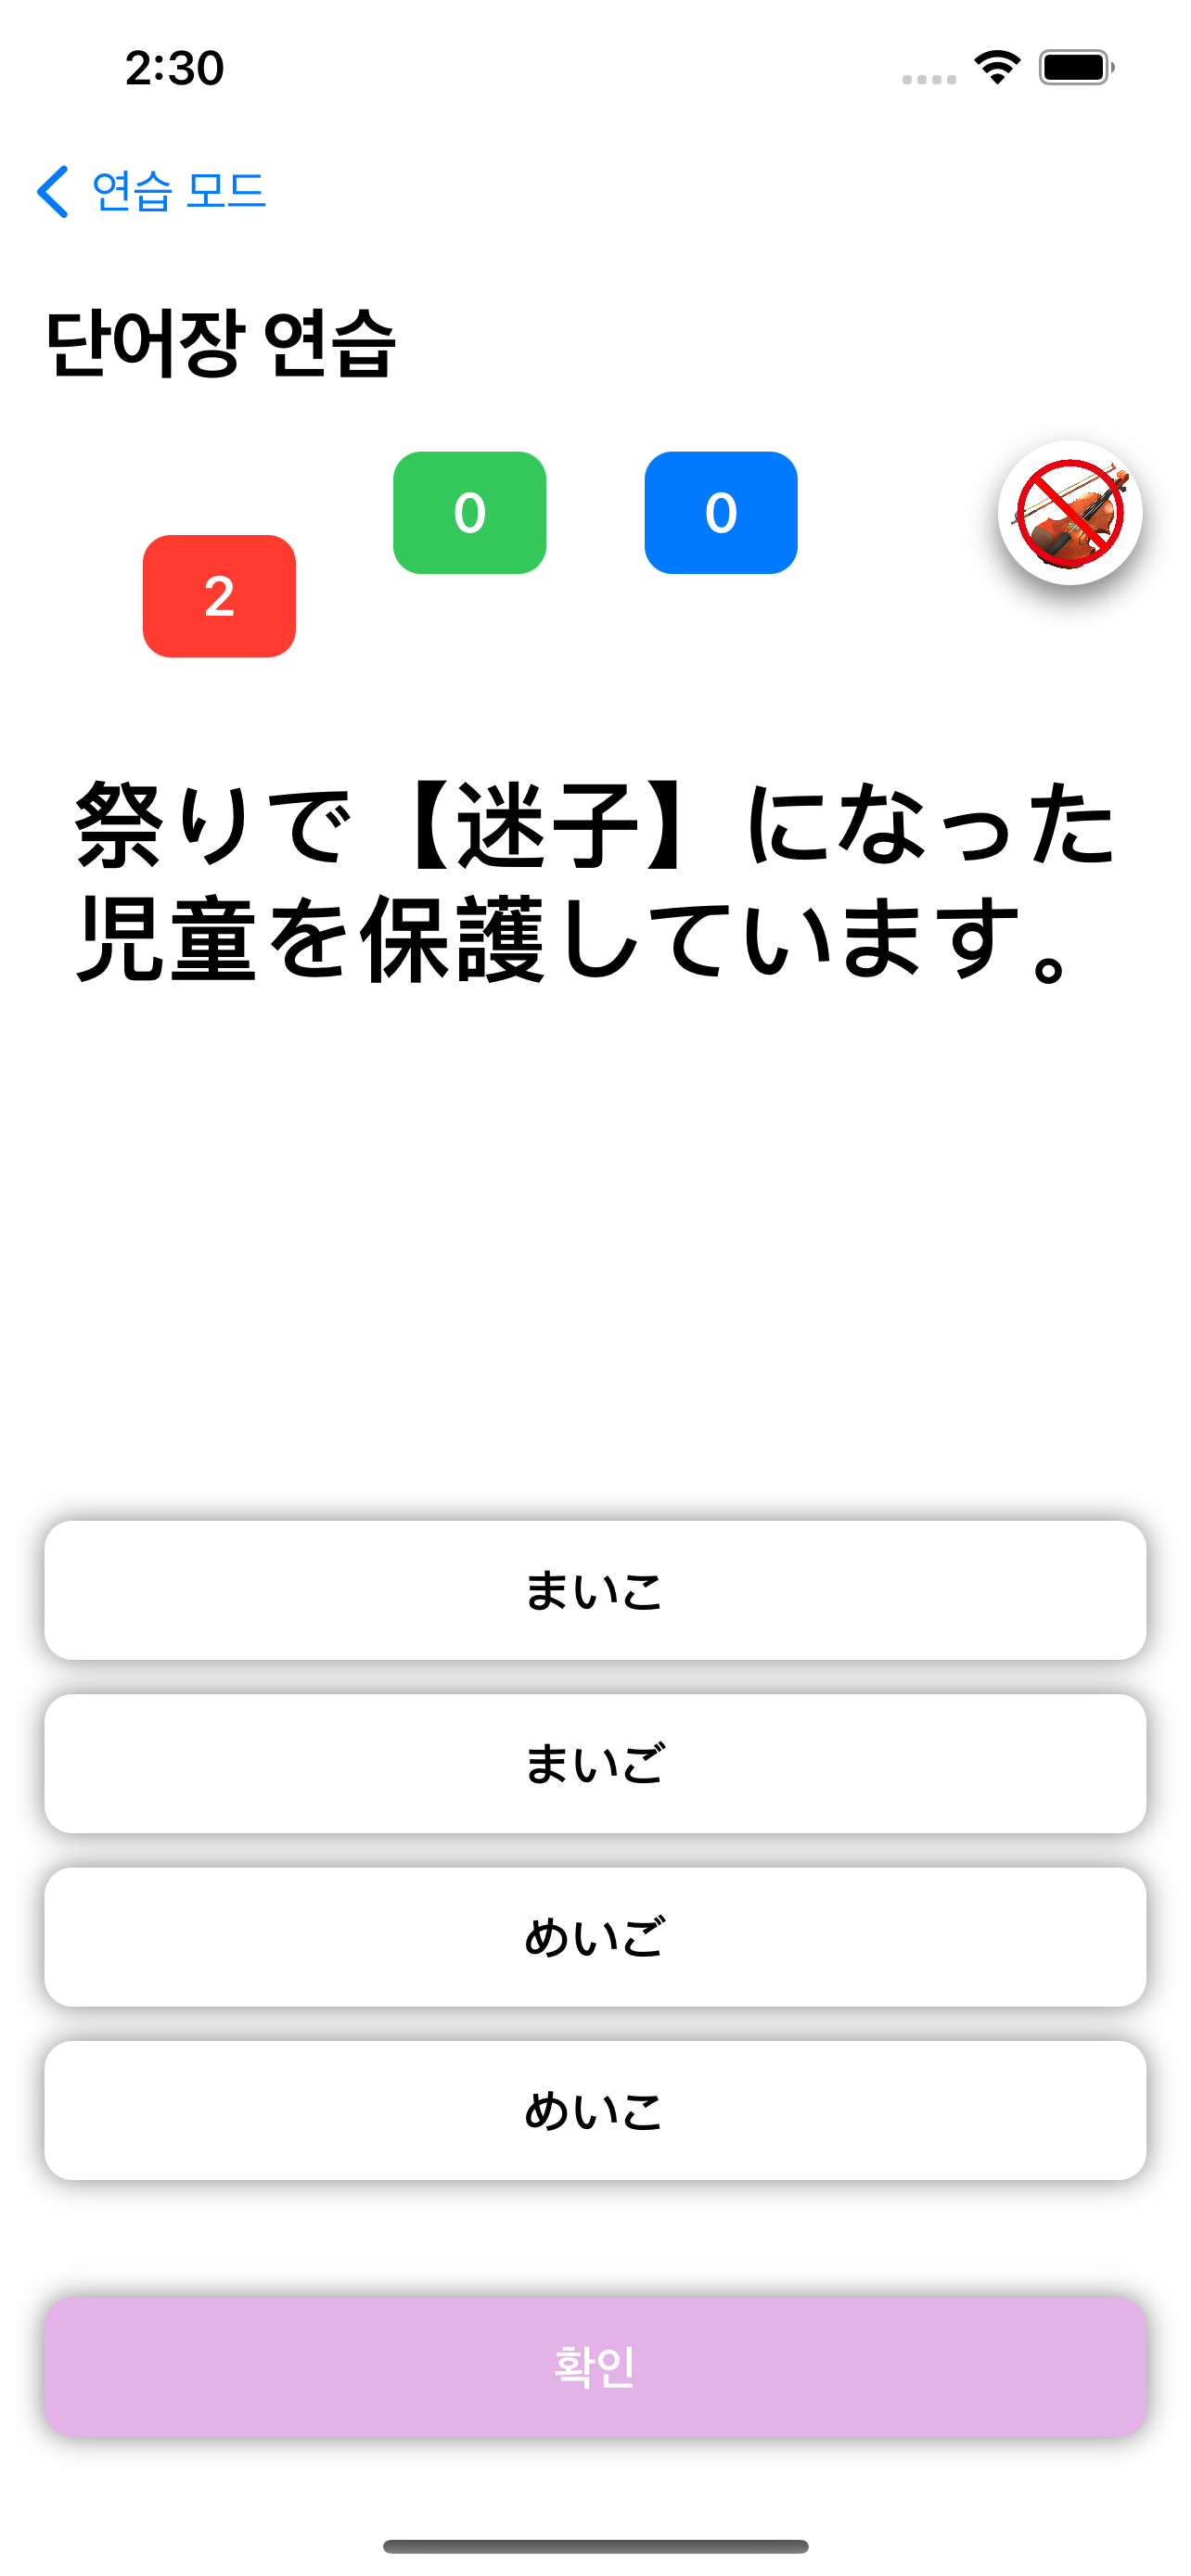 2:30
연습 모드
단어장 연습
0
0
2
祭りで【迷子】になった
児童を保護しています。
まいこ
まいご
めいご
めいこ
확인